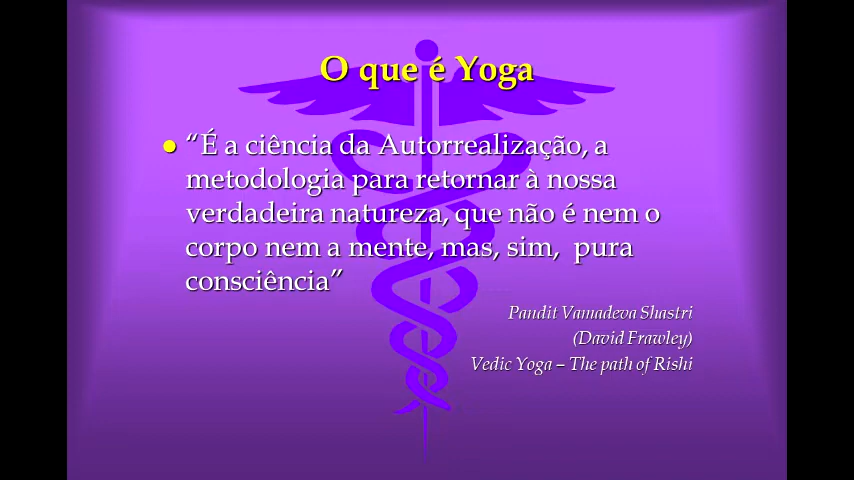 O que é Yoga
• “É a ciência da Autorrealização, a
metodologia para retornar à nossa
verdadeira natureza, que não é nem o
corpo nem a mente, mas, sim, pura
consciência”
Pandit Vamadeva Shastri
(David Frawley)
Vedic Yoga – The path of Rishi